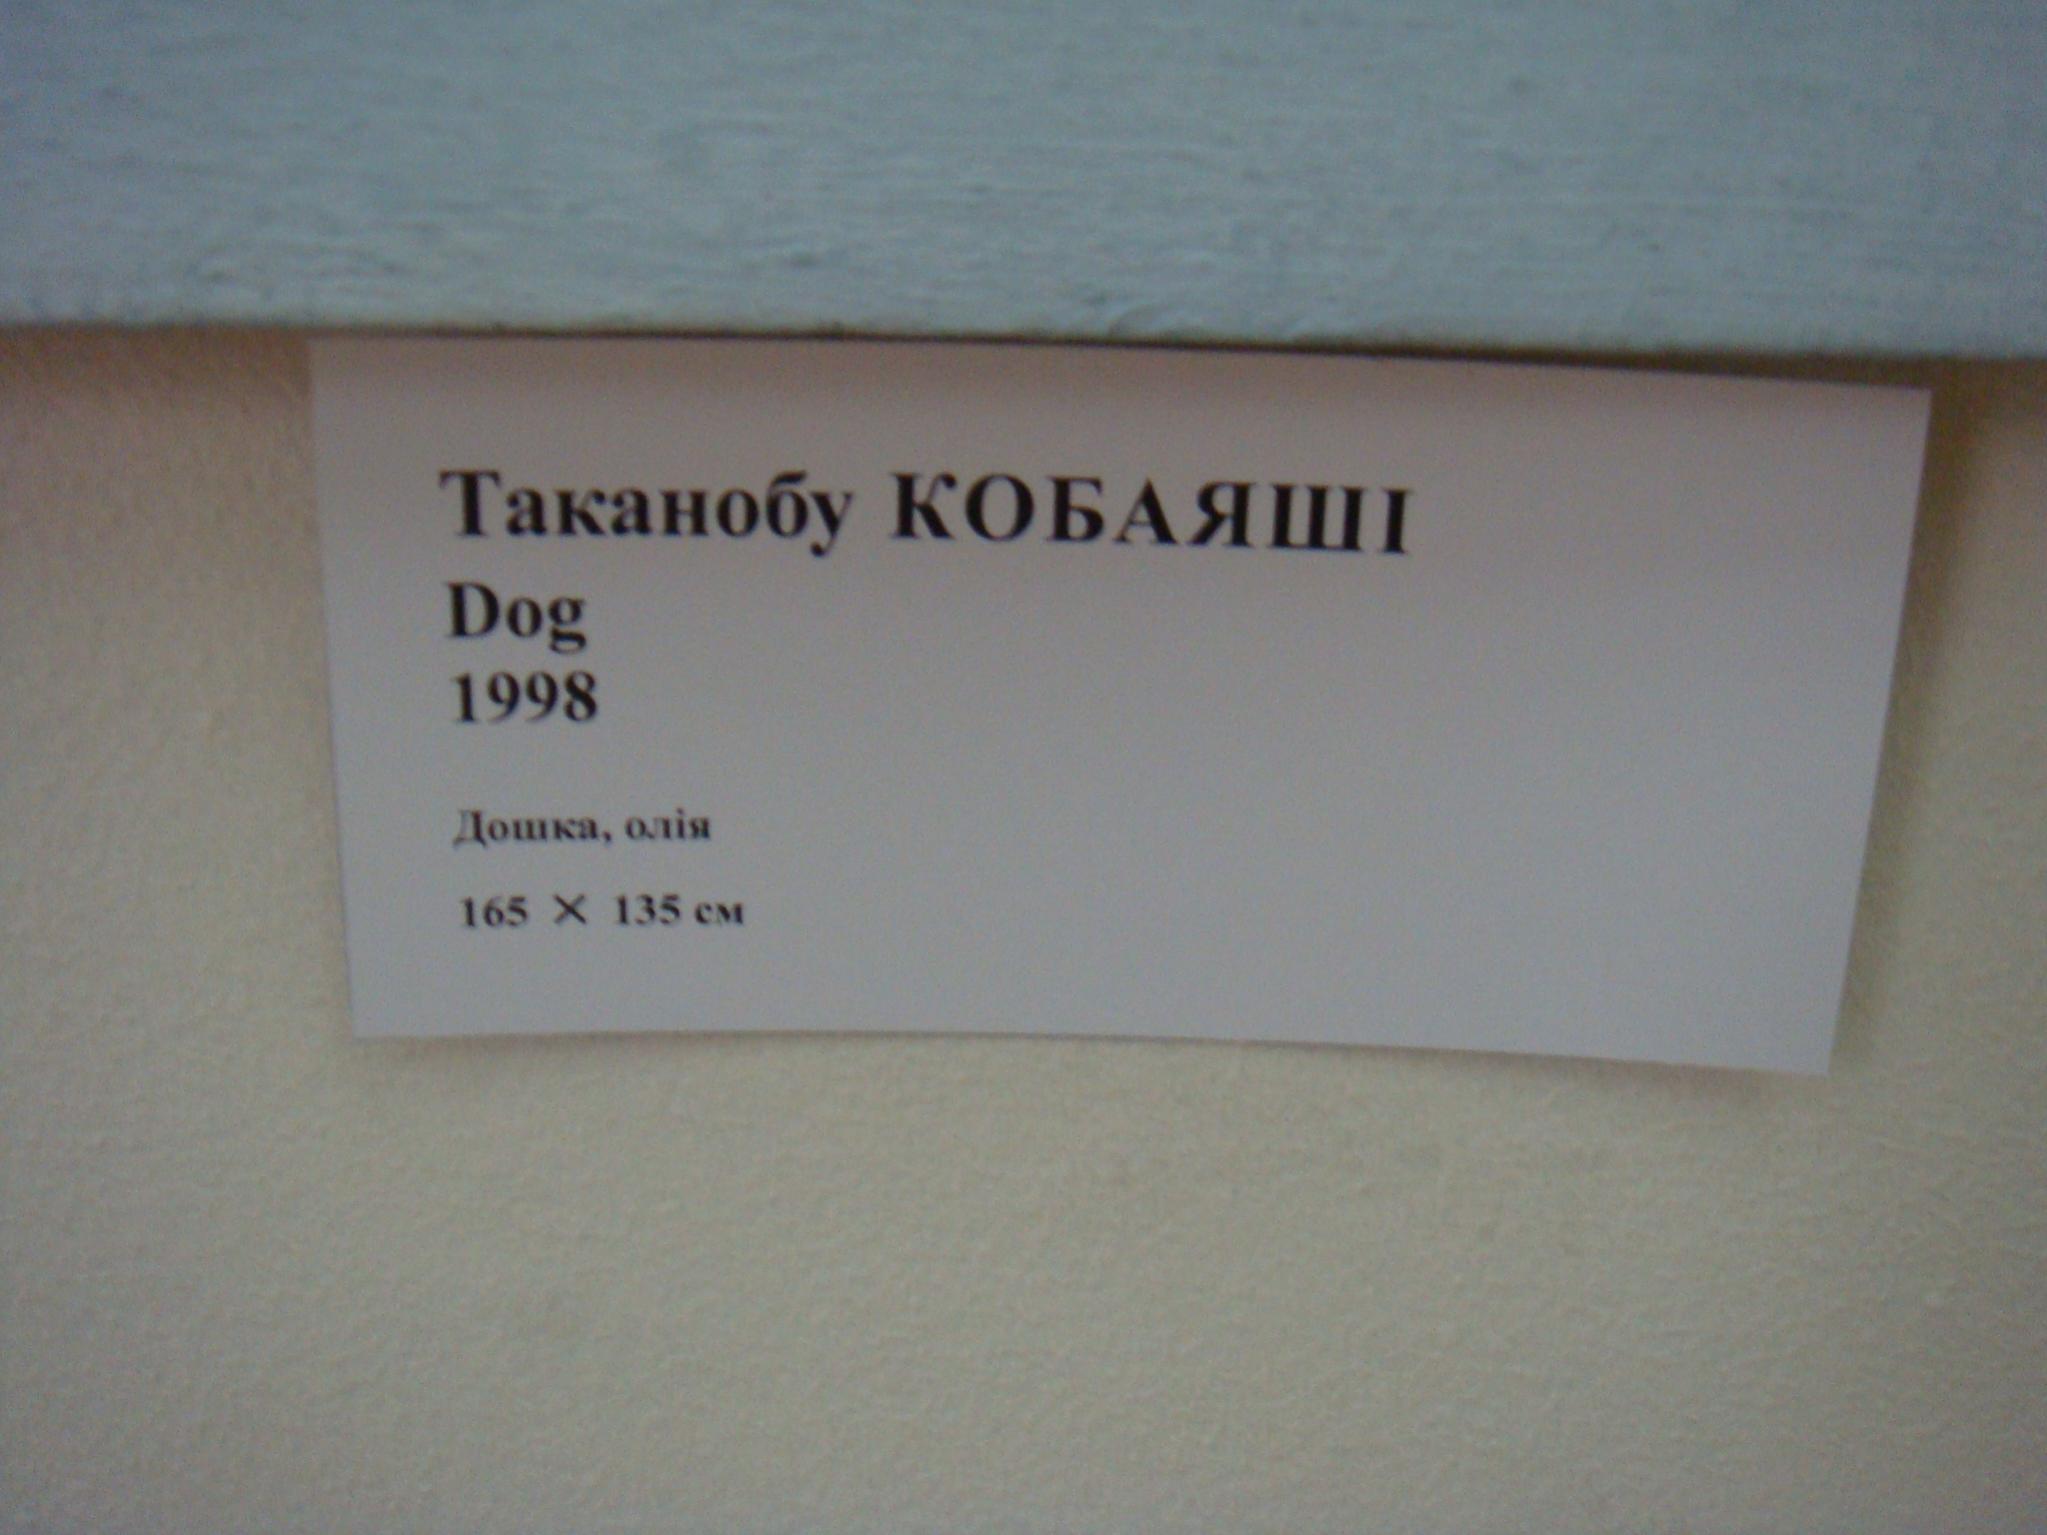 Таканобу КОБАЯШІ
Dog
1998
Дошка, олія
165 × 135 см